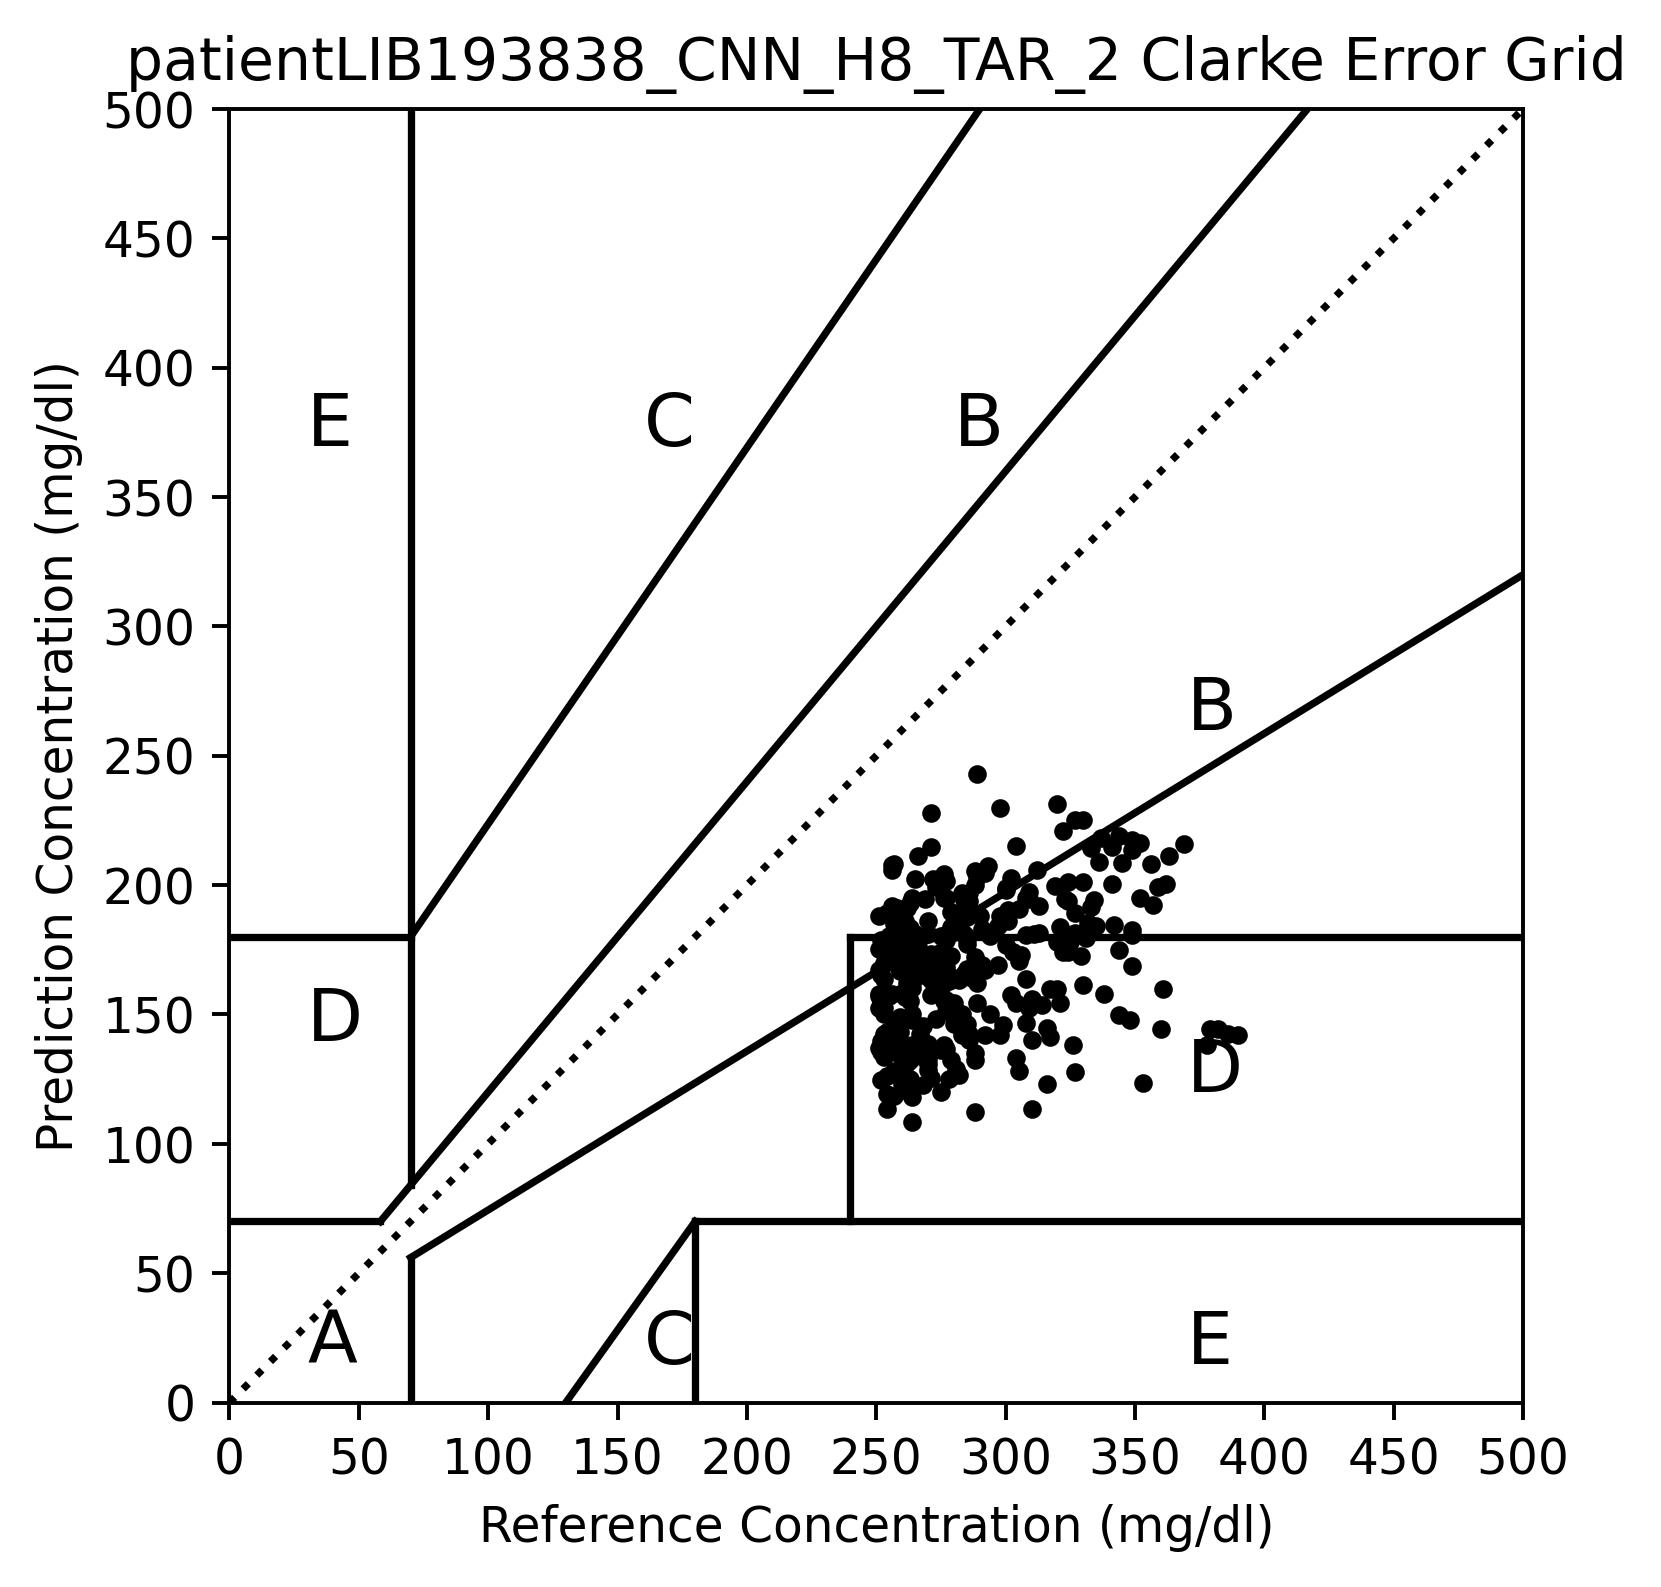 patientLIB193838_CNN_H8_TAR_2 Clarke Error Grid
500
450
400
350
300
250
200
150
100
50
0
Prediction Concentration (mg/dl)
E
C
B
B
D
D
A
C
E
0 50 100 150 200 250 300 350 400 450 500
Reference Concentration (mg/dl)